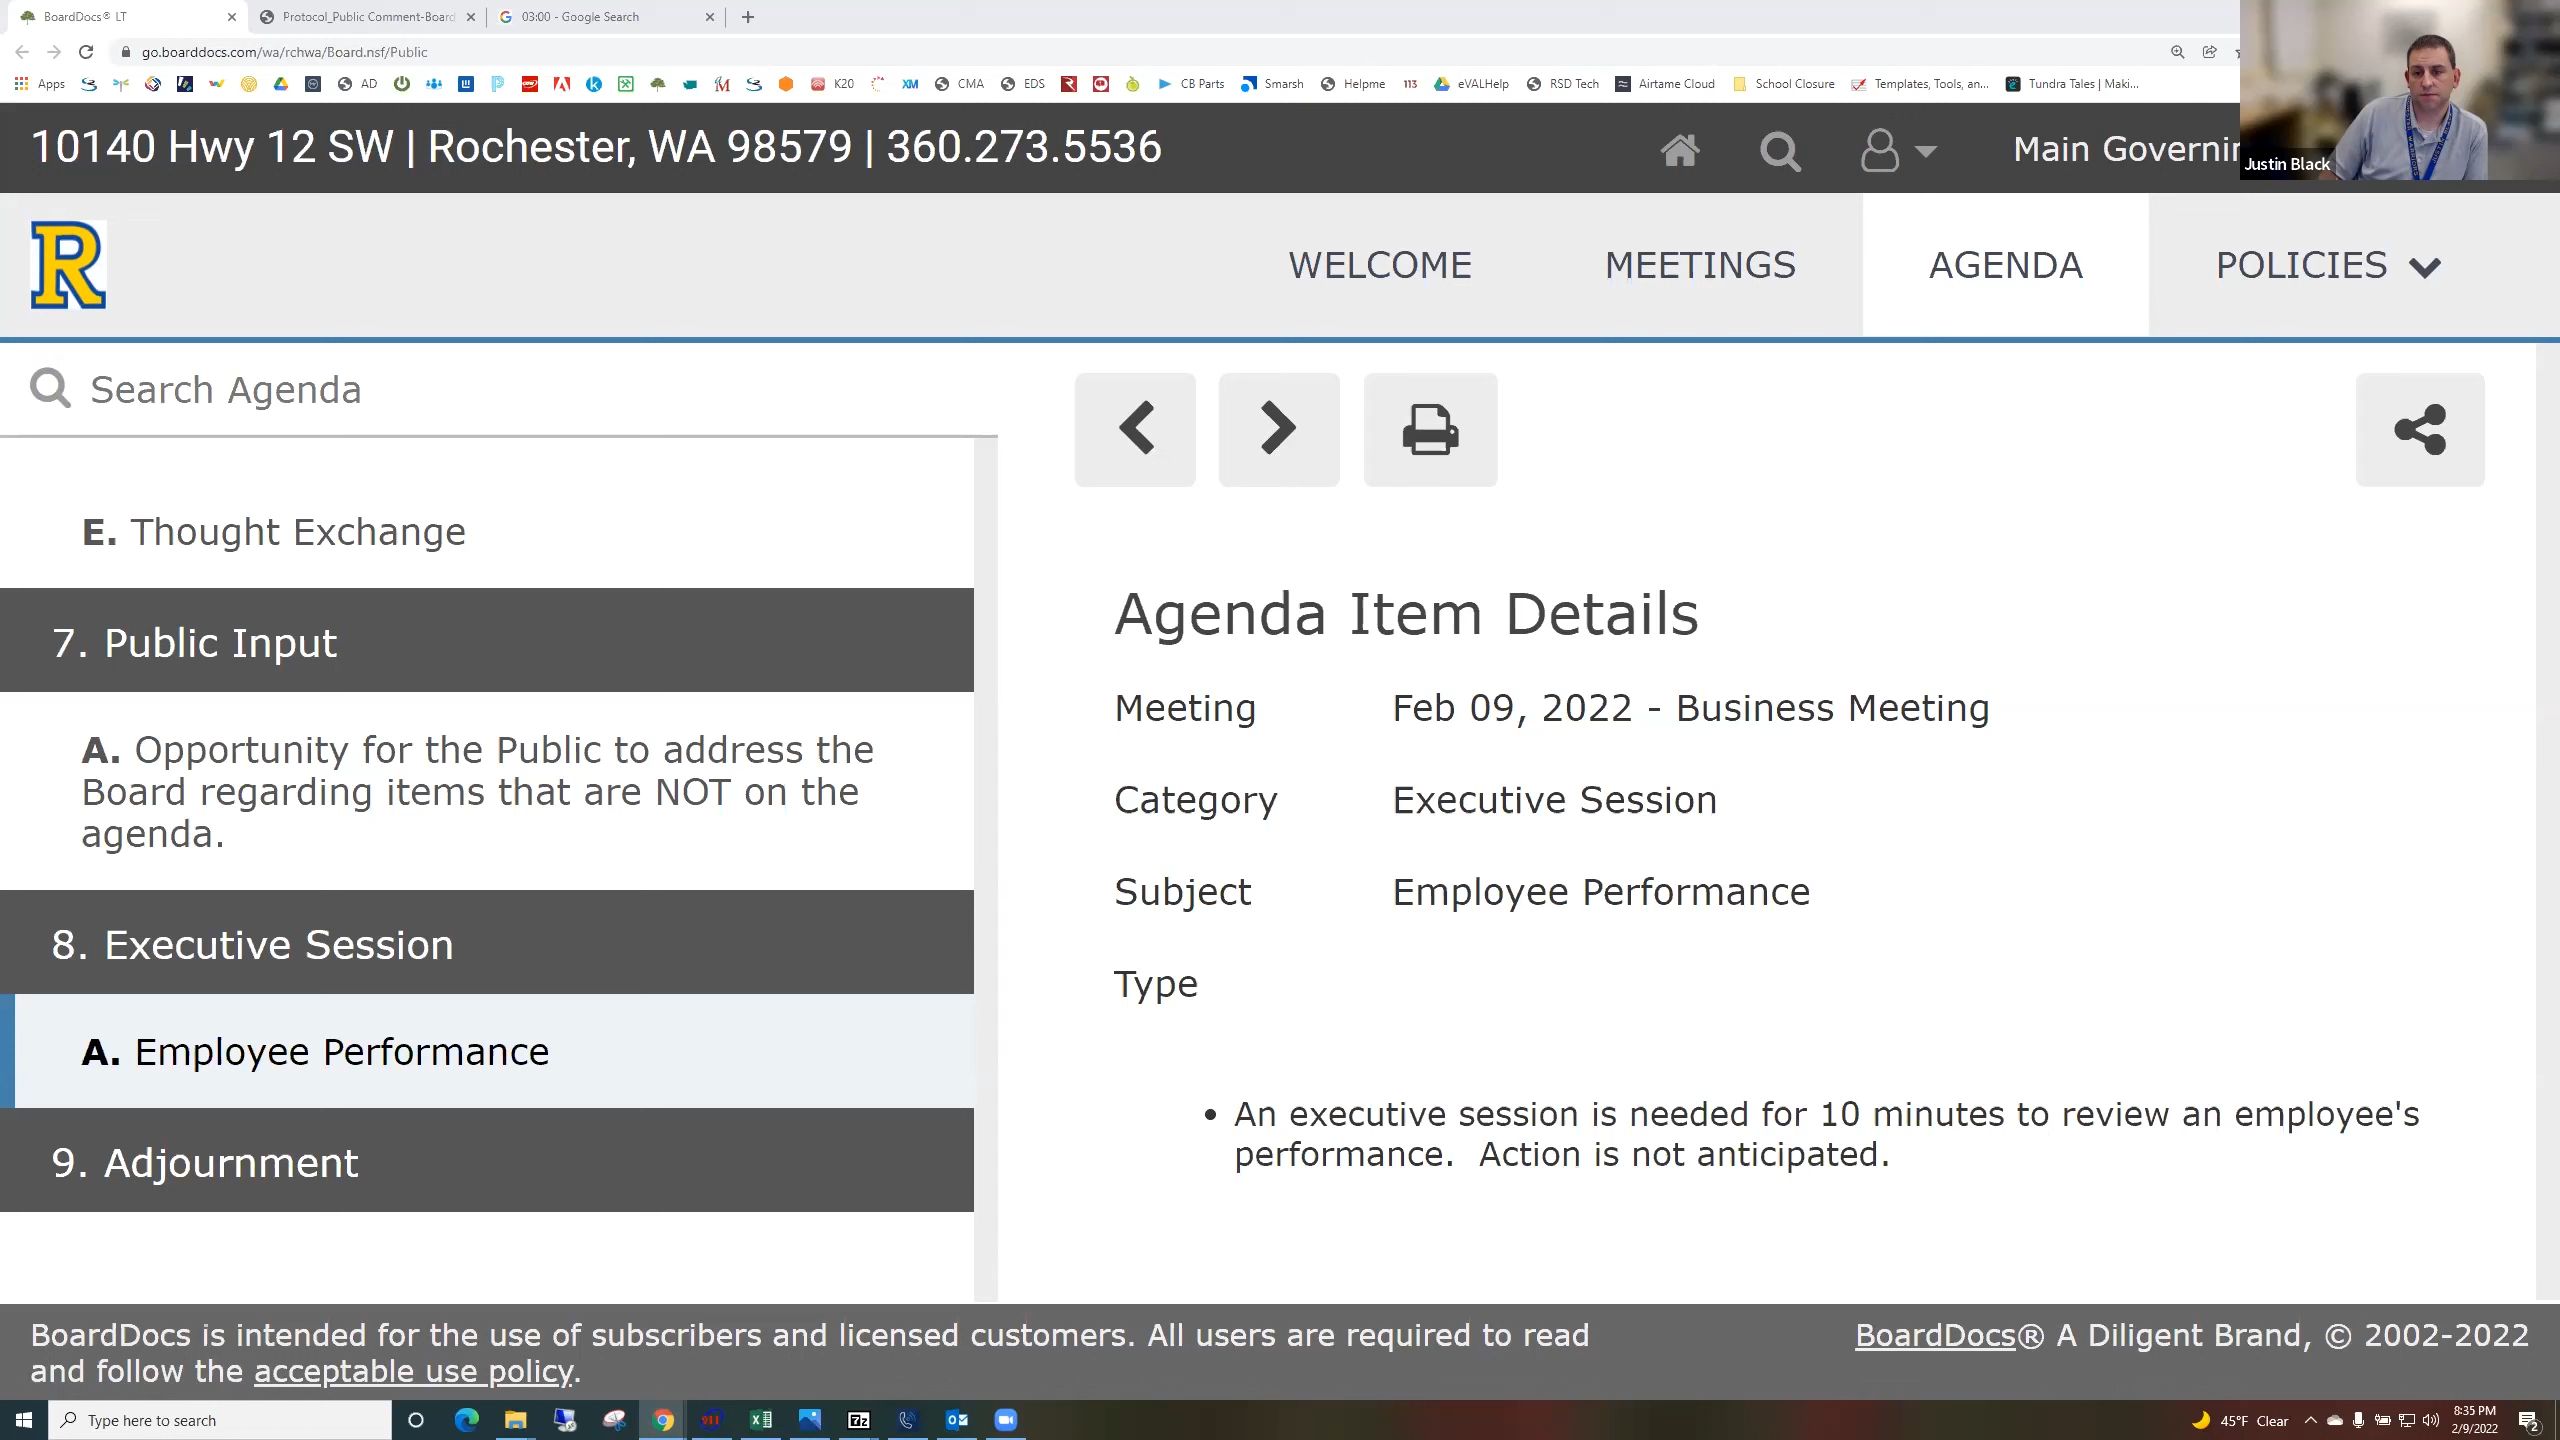 BoardDocs® LT
Protocol_Public Comment-Board
03:00 - Google Search
go.boarddocs.com/wa/rchwa/Board.nsf/Public
Apps
AD
K20
XM
CMA
EDS
CB Parts
Smarsh
Helpme
113
eVALHelp
RSD Tech
Airtame Cloud
School Closure
Templates, Tools, an...
Tundra Tales | Maki...
10140 Hwy 12 SW | Rochester, WA 98579 | 360.273.5536
Main Governin
Justin Black
R
WELCOME
MEETINGS
AGENDA
POLICIES
Search Agenda
E. Thought Exchange
7. Public Input
A. Opportunity for the Public to address the
Board regarding items that are NOT on the
agenda.
8. Executive Session
A. Employee Performance
9. Adjournment
Agenda Item Details
Meeting Feb 09, 2022 - Business Meeting
Category Executive Session
Subject Employee Performance
Type
• An executive session is needed for 10 minutes to review an employee's
performance. Action is not anticipated.
BoardDocs is intended for the use of subscribers and licensed customers. All users are required to read
and follow the acceptable use policy.
BoardDocs® A Diligent Brand, © 2002-2022
Type here to search
911
7z
45°F Clear
8:35 PM
2/9/2022
2